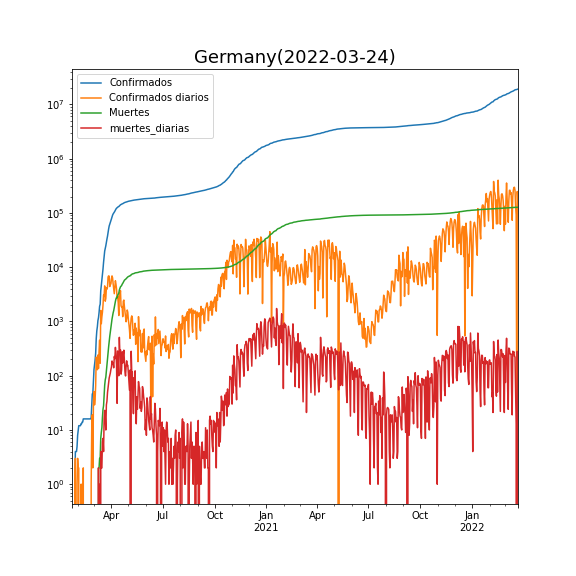 Germany(2022-03-24)
Confirmados
Confirmados diarios
Muertes
muertes_diarias
10^7
10^6
10^5
10^4
10^3
10^2
10^1
10^0
Apr Jul Oct Jan Apr Jul Oct Jan
2021 2022